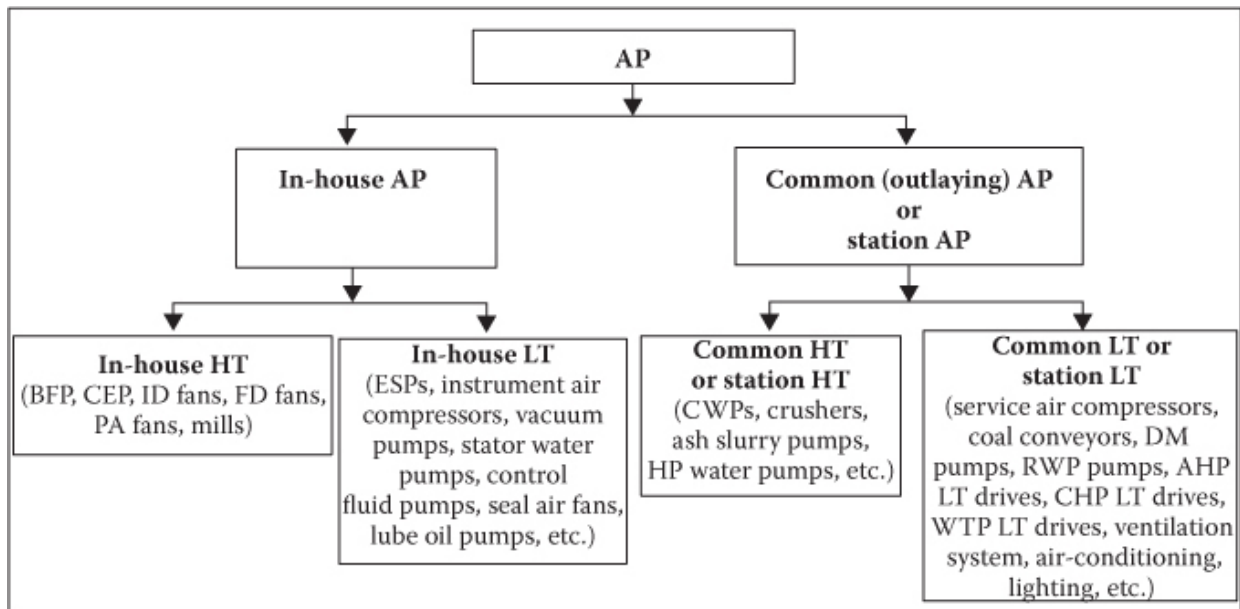 AP
In-house AP
Common (outlaying) AP
or
station AP
In-house HT
(BFP, CEP, ID fans, FD fans,
PA fans, mills)
In-house LT
(ESPs, instrument air
compressors, vacuum
pumps, stator water
pumps, control
fluid pumps, seal air fans,
lube oil pumps, etc.)
Common HT
or station HT
(CWPs, crushers,
ash slurry pumps,
HP water pumps, etc.)
Common LT or
station LT
(service air compressors,
coal conveyors, DM
pumps, RWP pumps, AHP
LT drives, CHP LT drives,
WTP LT drives, ventilation
system, air-conditioning,
lighting, etc.)